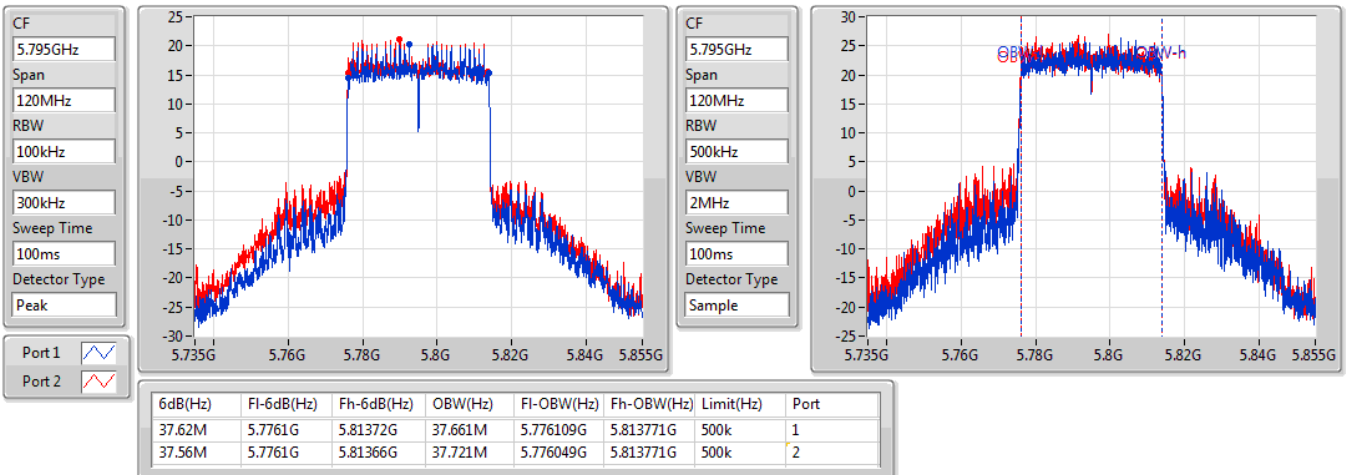 CF
5.795GHz
Span
120MHz
RBW
100kHz
VBW
300kHz
Sweep Time
100ms
Detector Type
Peak
Port 1
Port 2
25
20
15
10
5
0
-5
-10
-15
-20
-25
-30
5.735G 5.76G 5.78G 5.8G 5.82G 5.84G 5.855G
CF
5.795GHz
Span
120MHz
RBW
500kHz
VBW
2MHz
Sweep Time
100ms
Detector Type
Sample
30
25
20
15
10
5
0
-5
-10
-15
-20
-25
OBW-h
5.735G 5.76G 5.78G 5.8G 5.82G 5.84G 5.855G
6dB(Hz) Fl-6dB(Hz) Fh-6dB(Hz) OBW(Hz) Fl-OBW(Hz) Fh-OBW(Hz) Limit(Hz) Port
37.62M 5.7761G 5.81372G 37.661M 5.776109G 5.813771G 500k 1
37.56M 5.7761G 5.81366G 37.721M 5.776049G 5.813771G 500k 2